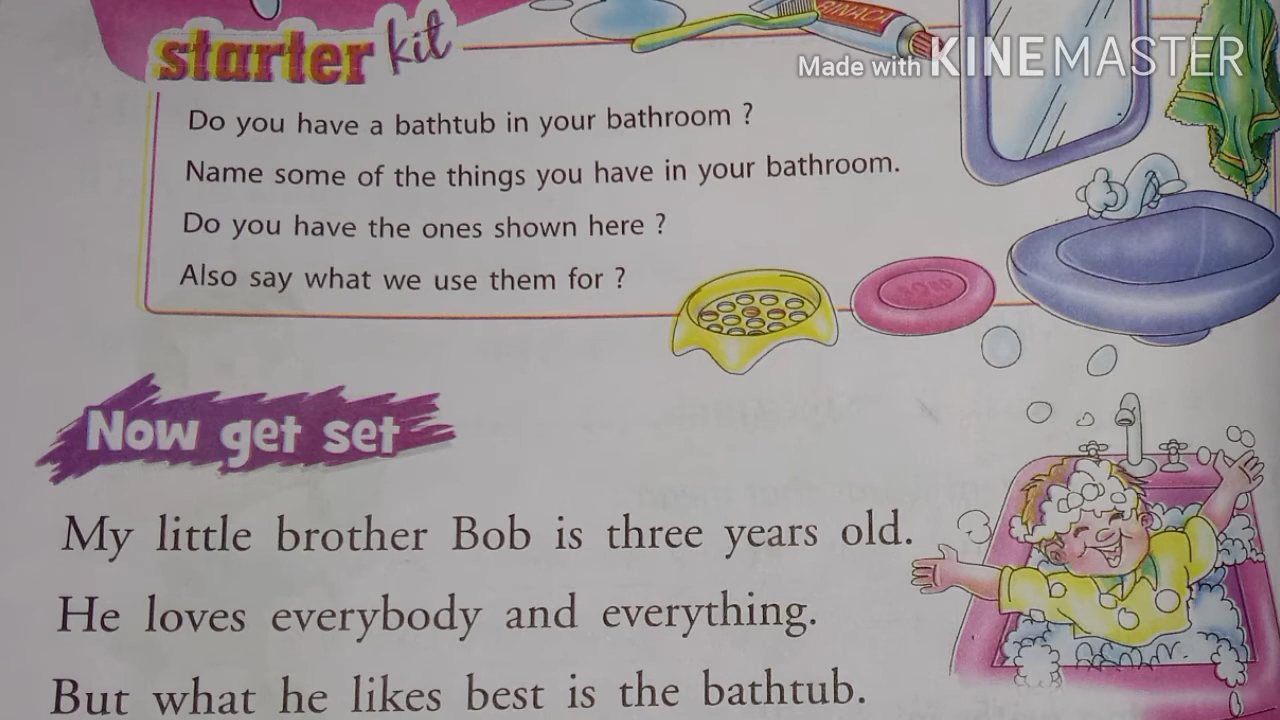 starter kit
BINACA
Made with KINEMASTER
Do you have a bathtub in your bathroom ?
Name some of the things you have in your bathroom.
Do you have the ones shown here ?
Also say what we use them for ?
SOAP
Now get set
My little brother Bob is three years old.
He loves everybody and everything.
But what he likes best is the bathtub.